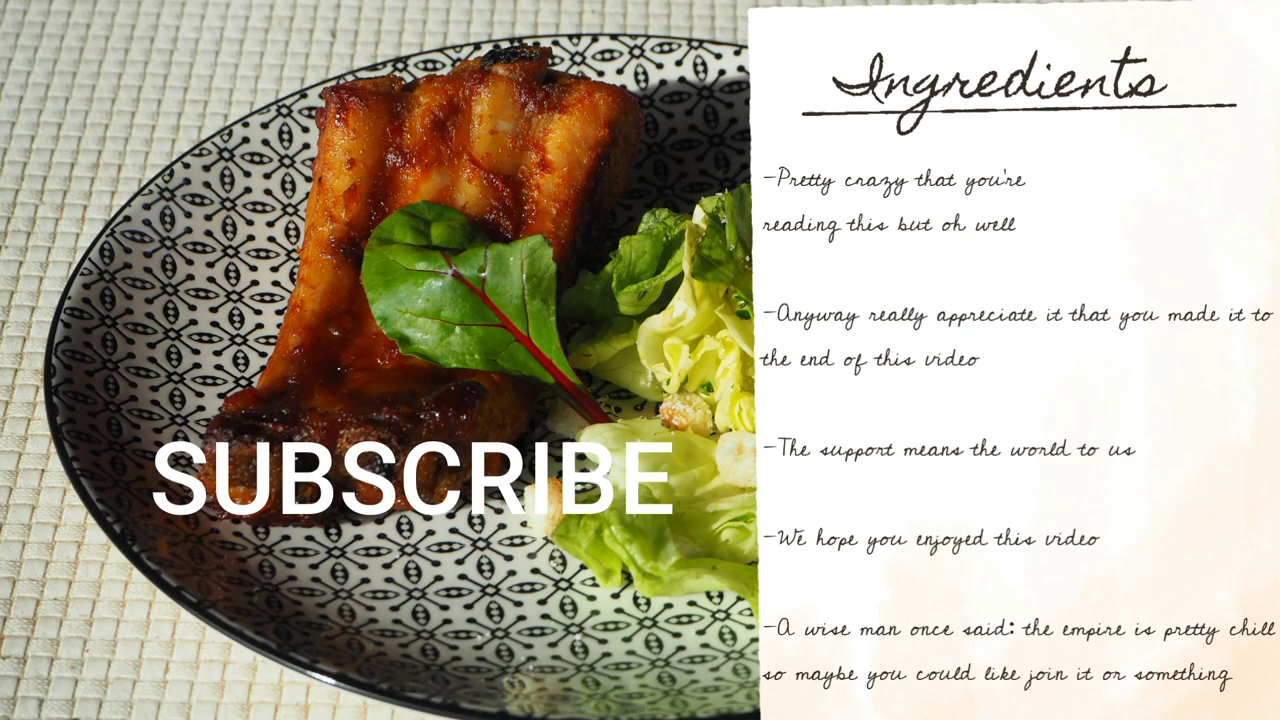 Ingredients
-Pretty crazy that you're
reading this but oh well
-Anyway really appreciate it that you made it to
the end of this video
-The support means the world to us
-We hope you enjoyed this video
-A wise man once said: the empire is pretty chill
so maybe you could like join it or something
SUBSCRIBE